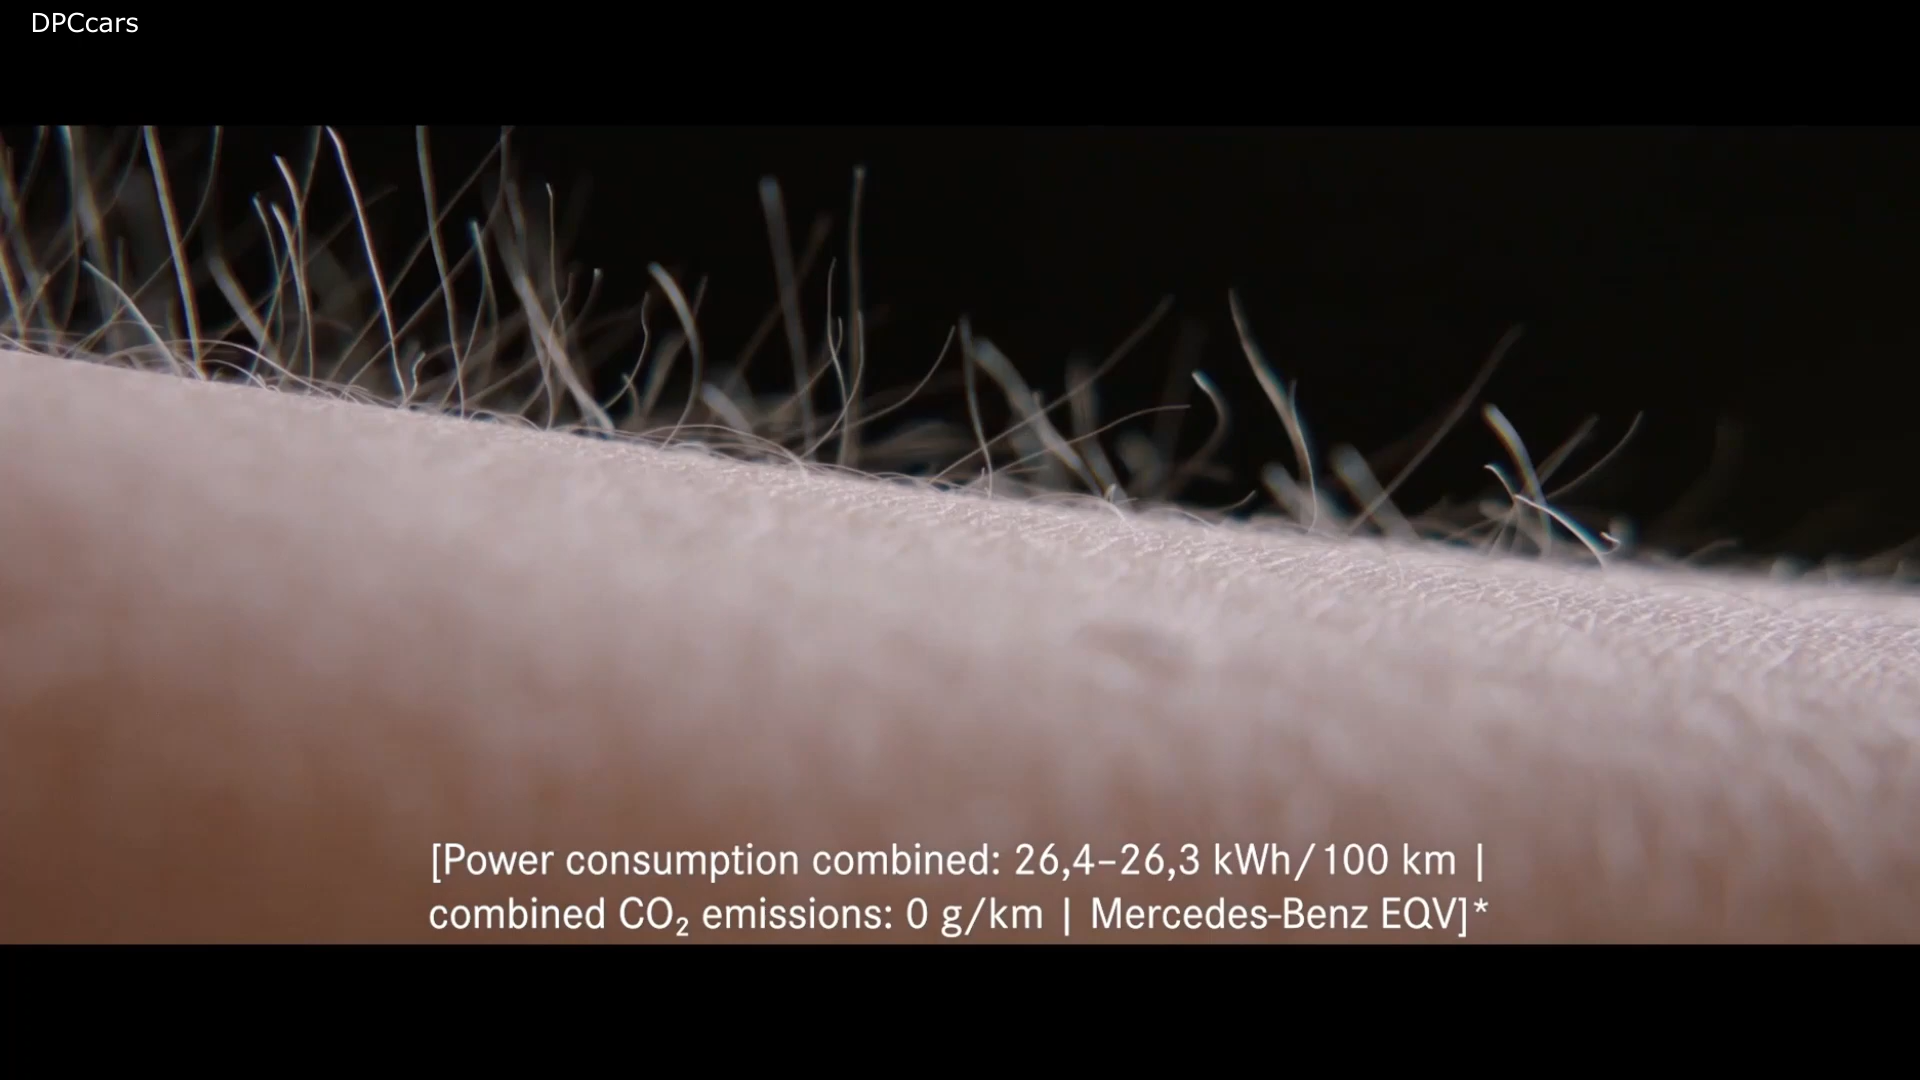 DPCcars
[Power consumption combined: 26,4–26,3 kWh/100 km |
combined CO₂ emissions: 0 g/km | Mercedes-Benz EQV]*